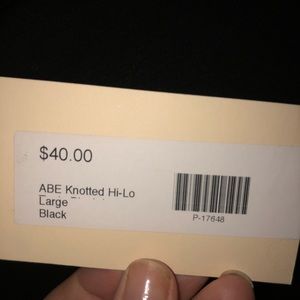 $40.00
ABE Knotted Hi-Lo
Large
Black
P-17648